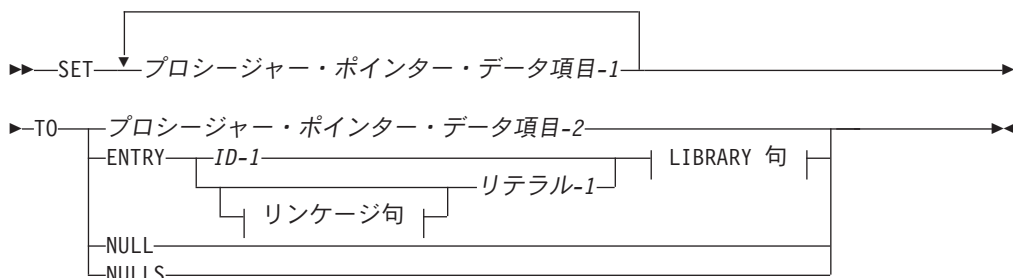 SET プロシージャー・ポインター・データ項目-1
TO プロシージャー・ポインター・データ項目-2
ENTRY ID-1 LIBRARY 句
リテラル-1
リンケージ句
NULL
NULLS